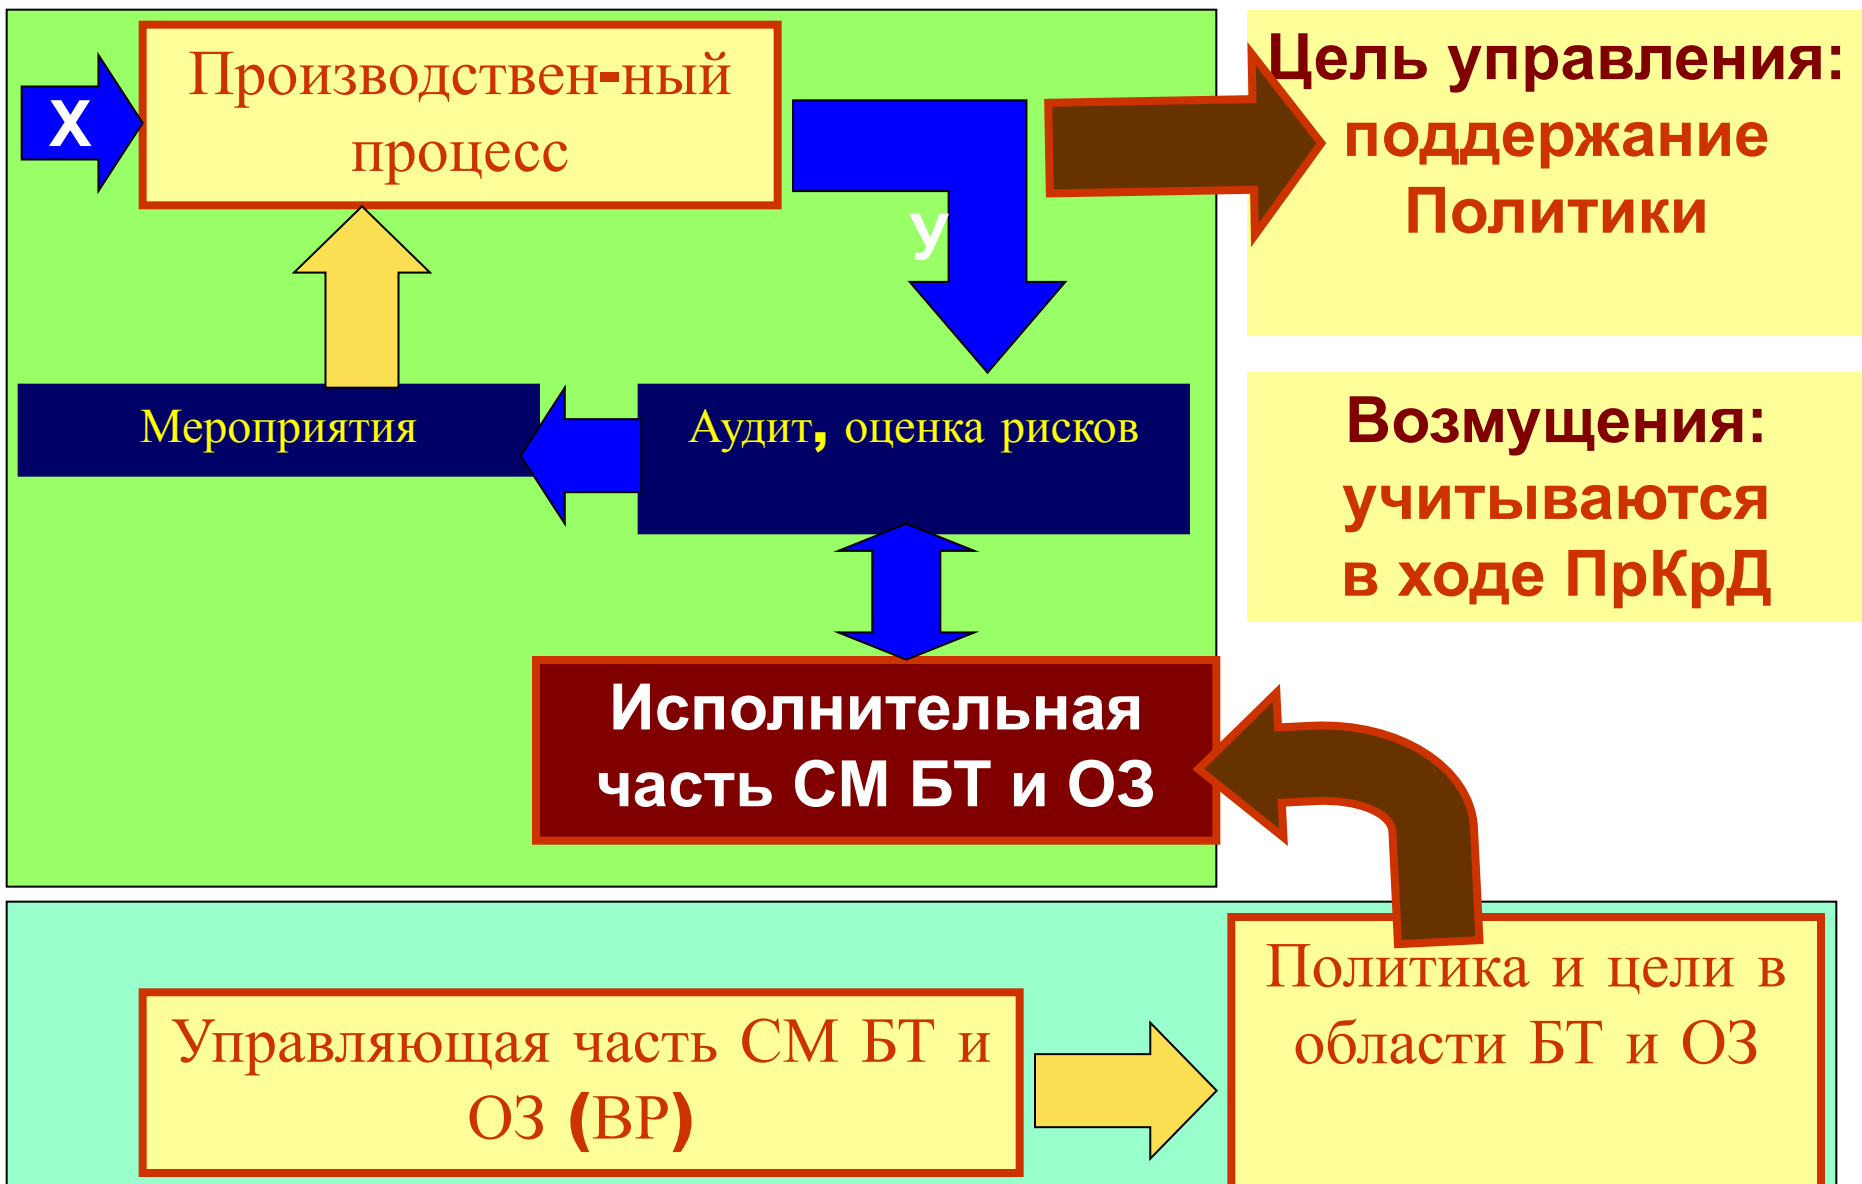 Производствен-ный
процесс
Х
У
Цель управления:
поддержание
Политики
Мероприятия
Аудит, оценка рисков
Возмущения:
учитываются
в ходе ПрКрД
Исполнительная
часть СМ БТ и ОЗ
Управляющая часть СМ БТ и
ОЗ (ВР)
Политика и цели в
области БТ и ОЗ